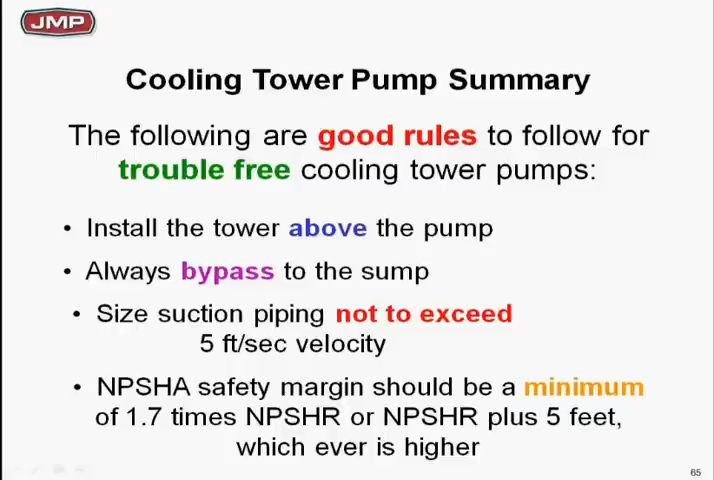 JMP
Cooling Tower Pump Summary
The following are good rules to follow for
trouble free cooling tower pumps:
• Install the tower above the pump
• Always bypass to the sump
• Size suction piping not to exceed
5 ft/sec velocity
• NPSHA safety margin should be a minimum
of 1.7 times NPSHR or NPSHR plus 5 feet,
which ever is higher
65